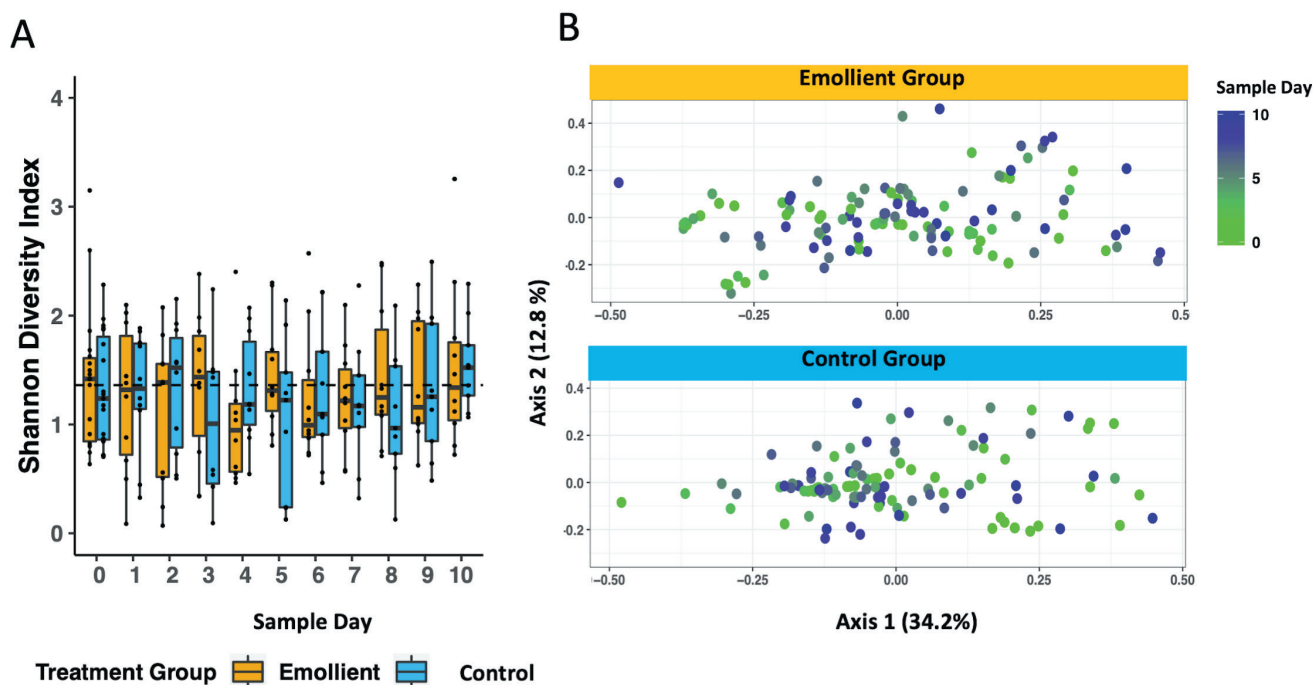 A
Shannon Diversity Index
4
3
2
1
0
0 1 2 3 4 5 6 7 8 9 10
Sample Day
Treatment Group Emollient Control
B
Emollient Group
0.4
0.2
0.0
-0.2
−0.50 −0.25 0.00 0.25 0.5
Control Group
0.4
0.2
0.0
-0.2
-0.50 −0.25 0.00 0.25 0.50
Axis 2 (12.8 %)
Axis 1 (34.2%)
Sample Day
10
5
0